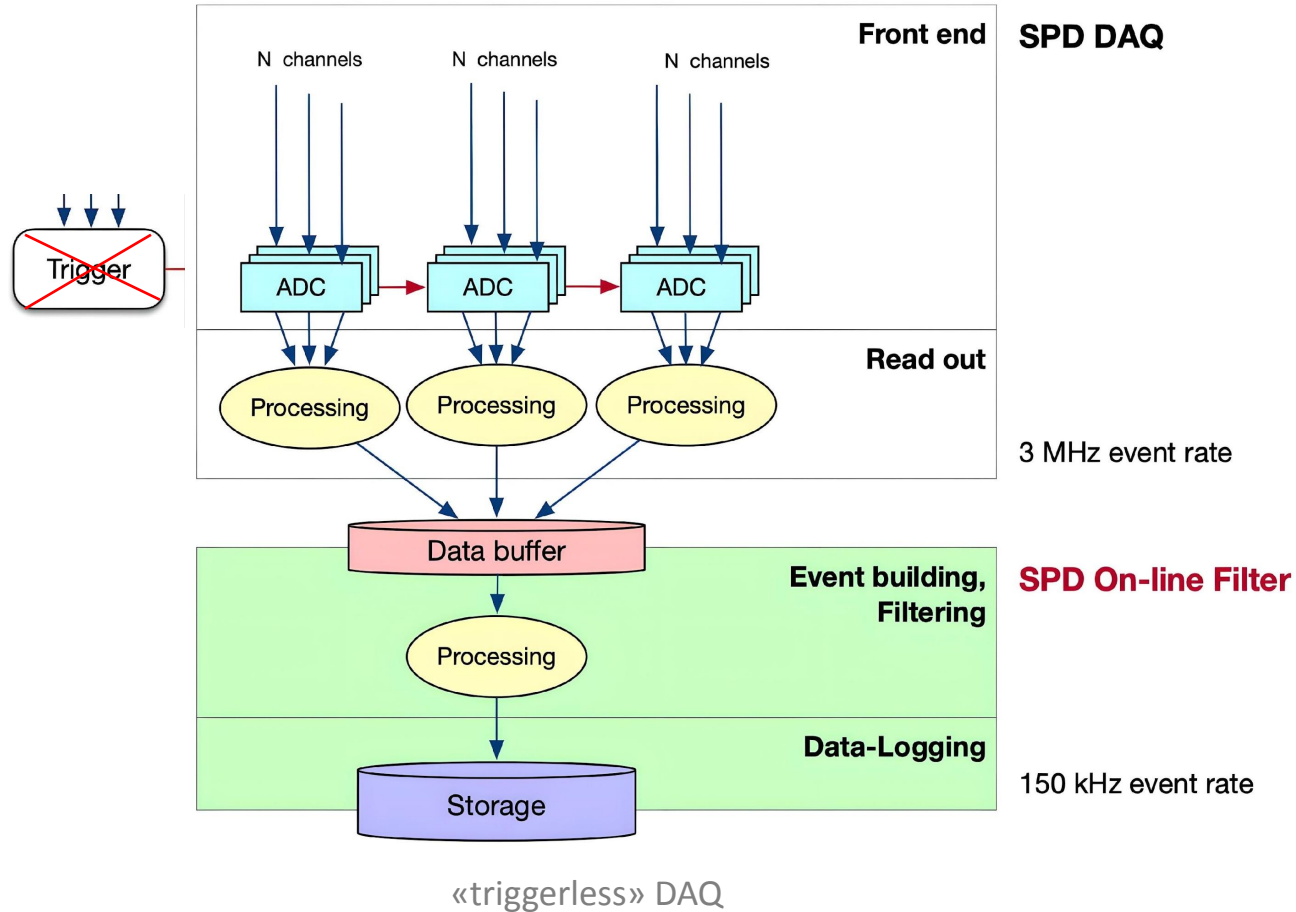 Front end
SPD DAQ
N channels
N channels
N channels
Trigger
ADC
ADC
ADC
Read out
Processing
Processing
Processing
3 MHz event rate
Data buffer
Event building,
Filtering
SPD On-line Filter
Processing
Data-Logging
150 kHz event rate
Storage
«triggerless» DAQ